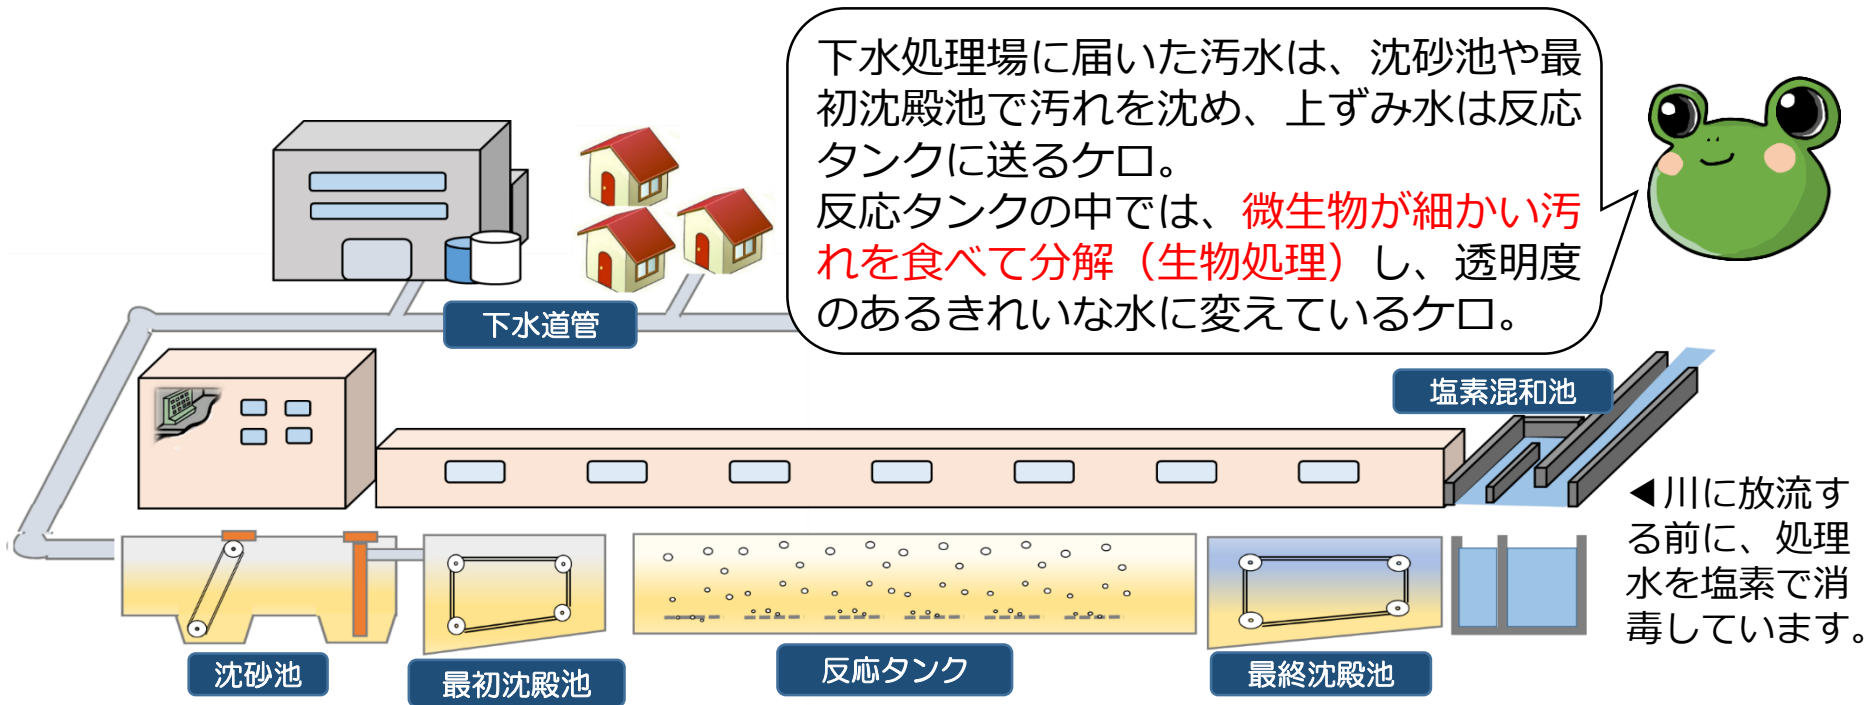 下水処理場に届いた汚水は、沈砂池や最
初沈殿池で汚れを沈め、上ずみ水は反応
タンクに送るケロ。
反応タンクの中では、微生物が細かい汚
れを食べて分解（生物処理）し、透明度
のあるきれいな水に変えているケロ。
下水道管
塩素混和池
◀川に放流す
る前に、処理
水を塩素で消
毒しています。
沈砂池
最初沈殿池
反応タンク
最終沈殿池